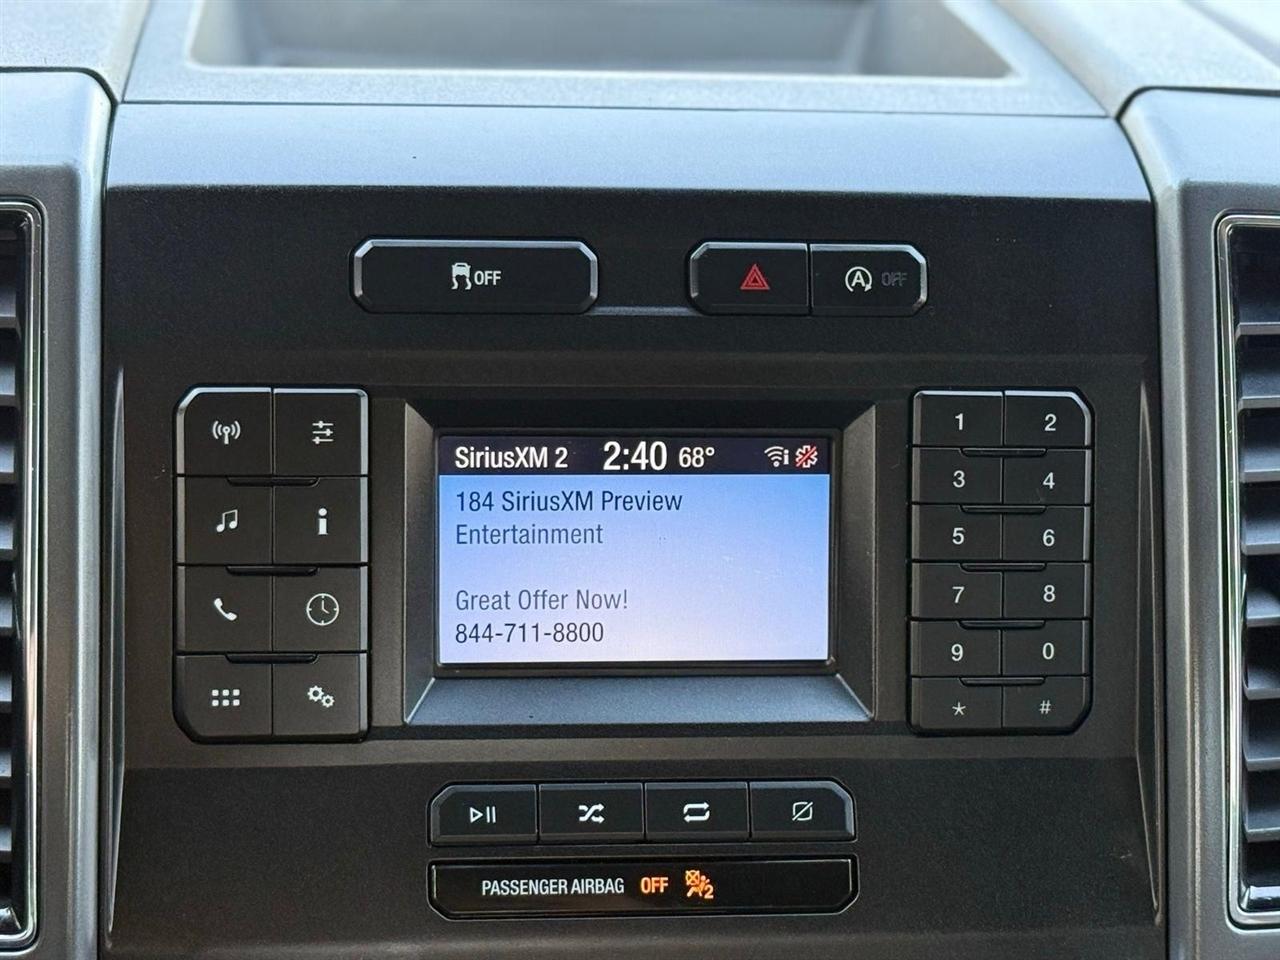 OFF
A OFF
SiriusXM 2 2:40 68°
184 SiriusXM Preview
Entertainment
Great Offer Now!
844-711-8800
1 2
3 4
5 6
7 8
9 0
* #
PASSENGER AIRBAG OFF 2